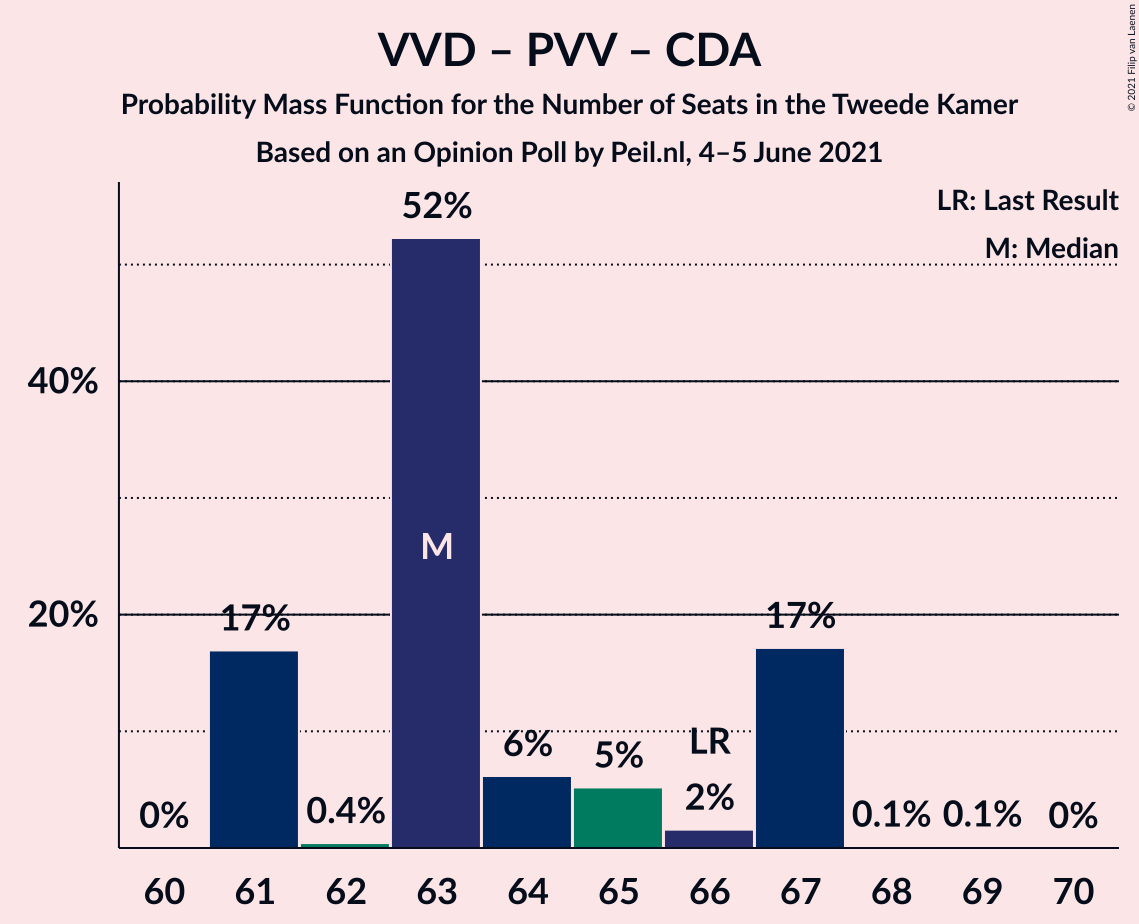 VVD – PVV – CDA
Probability Mass Function for the Number of Seats in the Tweede Kamer
Based on an Opinion Poll by Peil.nl, 4–5 June 2021
© 2021 Filip van Laenen
LR: Last Result
M: Median
52%
40%
M
20%
17%
17%
6%
5%
LR
2%
0%
0.4%
0.1%
0.1%
0%
60 61 62 63 64 65 66 67 68 69 70